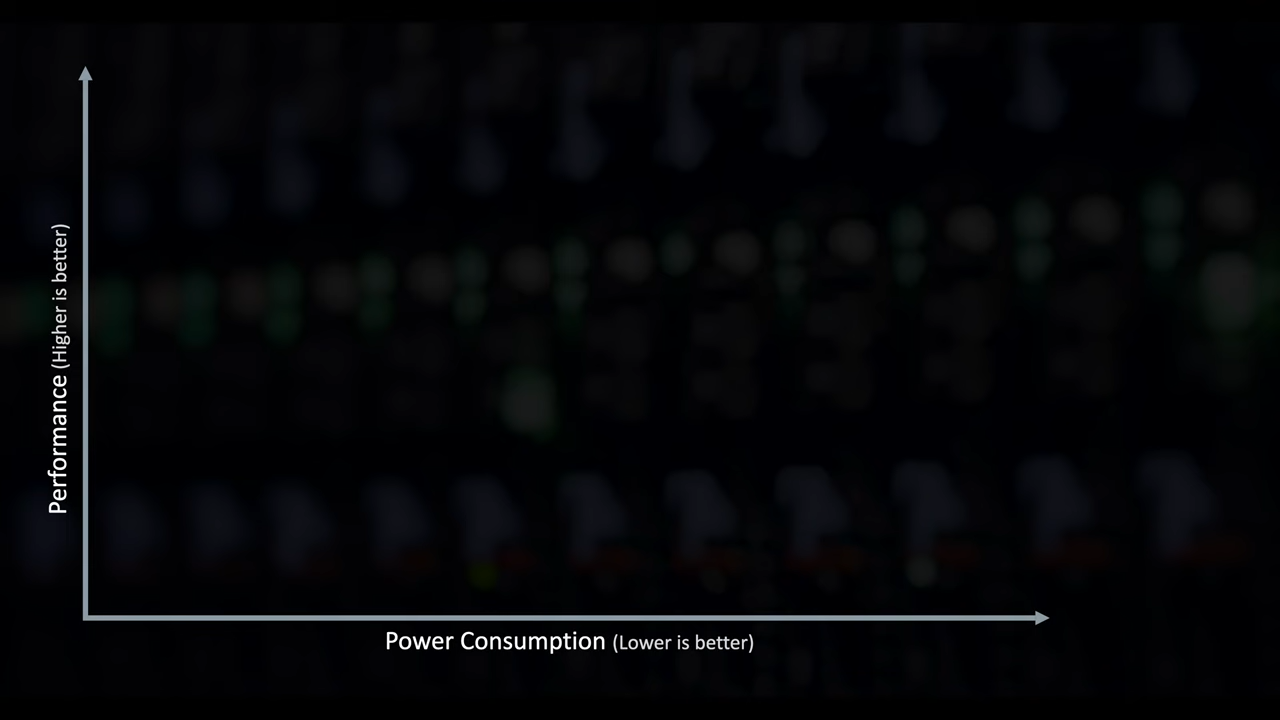 Performance (Higher is better)
Power Consumption (Lower is better)